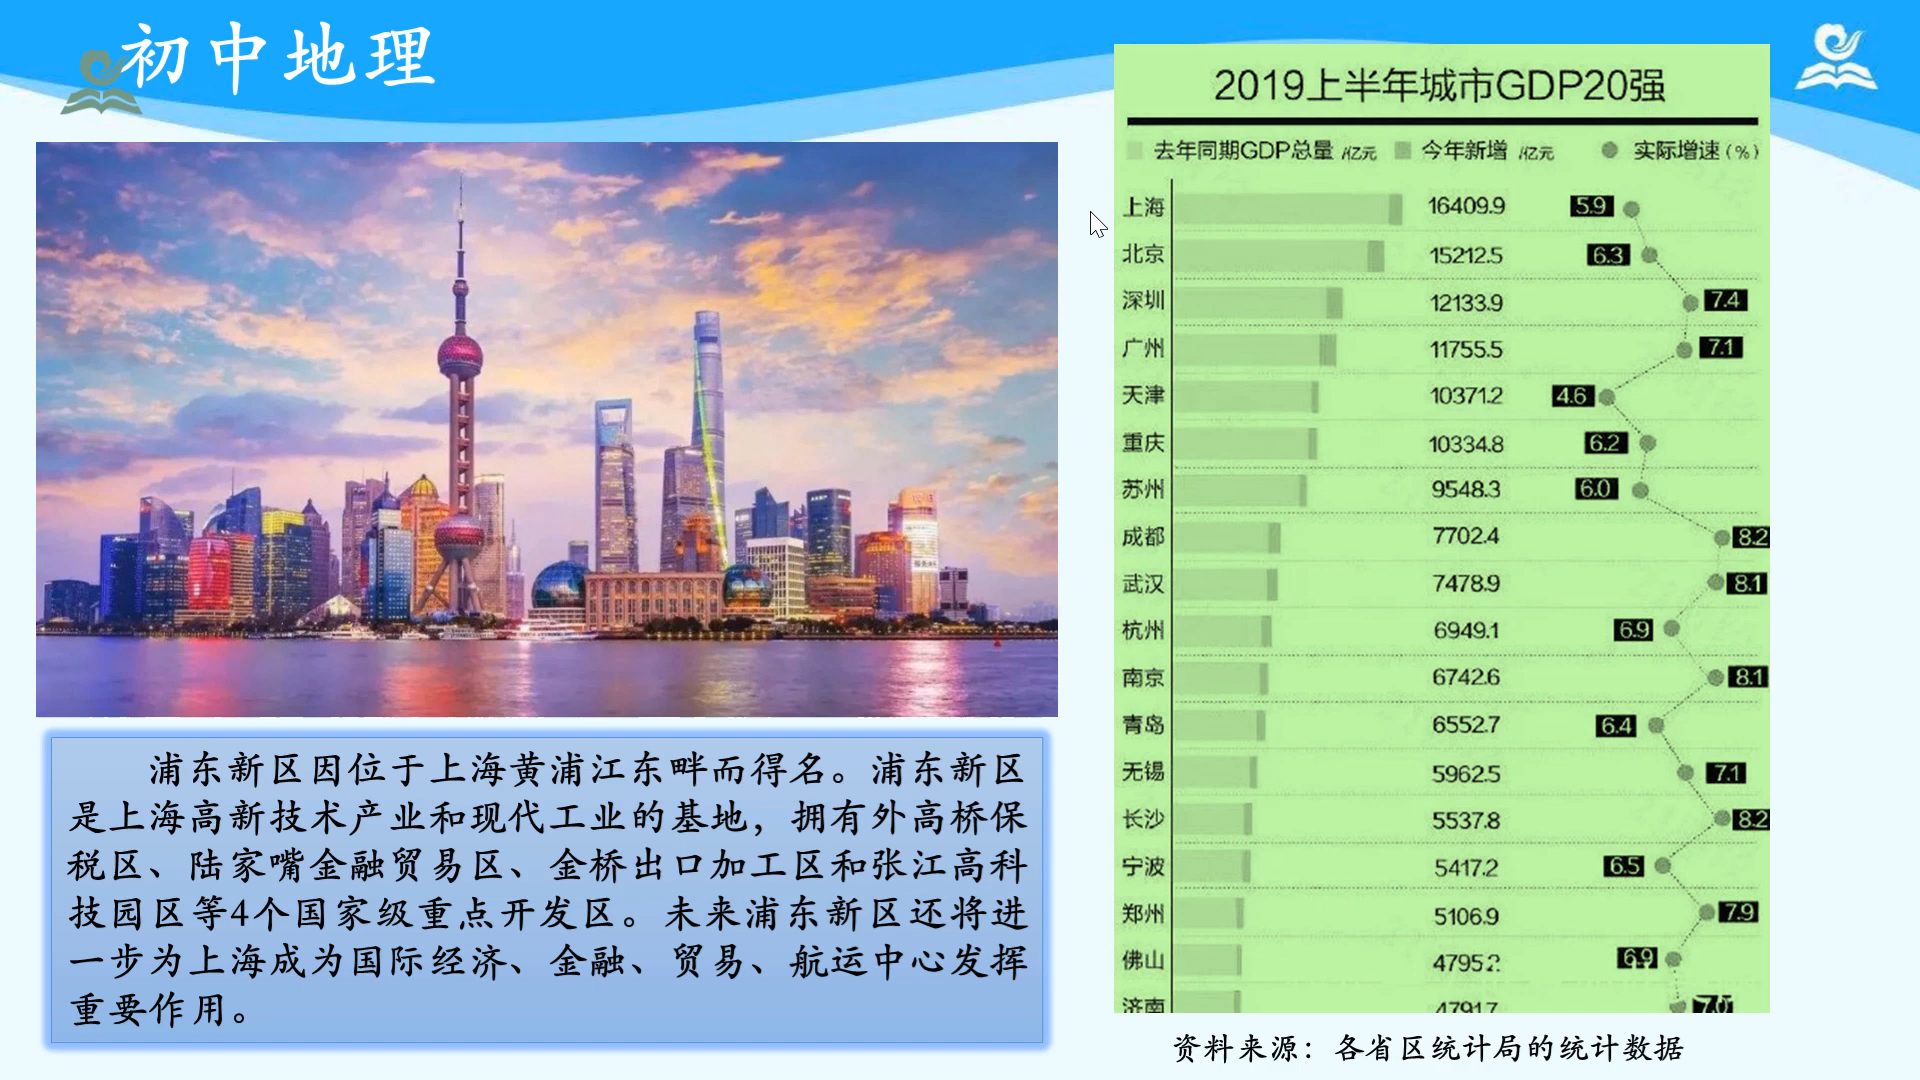 初中地理
浦东新区因位于上海黄浦江东畔而得名。浦东新区
是上海高新技术产业和现代工业的基地，拥有外高桥保
税区、陆家嘴金融贸易区、金桥出口加工区和张江高科
技园区等4个国家级重点开发区。未来浦东新区还将进
一步为上海成为国际经济、金融、贸易、航运中心发挥
重要作用。
2019上半年城市GDP20强
去年同期GDP总量/亿元 今年新增/亿元 实际增速(%)
上海 16409.9 5.9
北京 15212.5 6.3
深圳 12133.9 7.4
广州 11755.5 7.1
天津 10371.2 4.6
重庆 10334.8 6.2
苏州 9548.3 6.0
成都 7702.4 8.2
武汉 7478.9 8.1
杭州 6949.1 6.9
南京 6742.6 8.1
青岛 6552.7 6.4
无锡 5962.5 7.1
长沙 5537.8 8.2
宁波 5417.2 6.5
郑州 5106.9 7.9
佛山 4795.2 6.9
济南 4791.7 7.0
资料来源：各省区统计局的统计数据